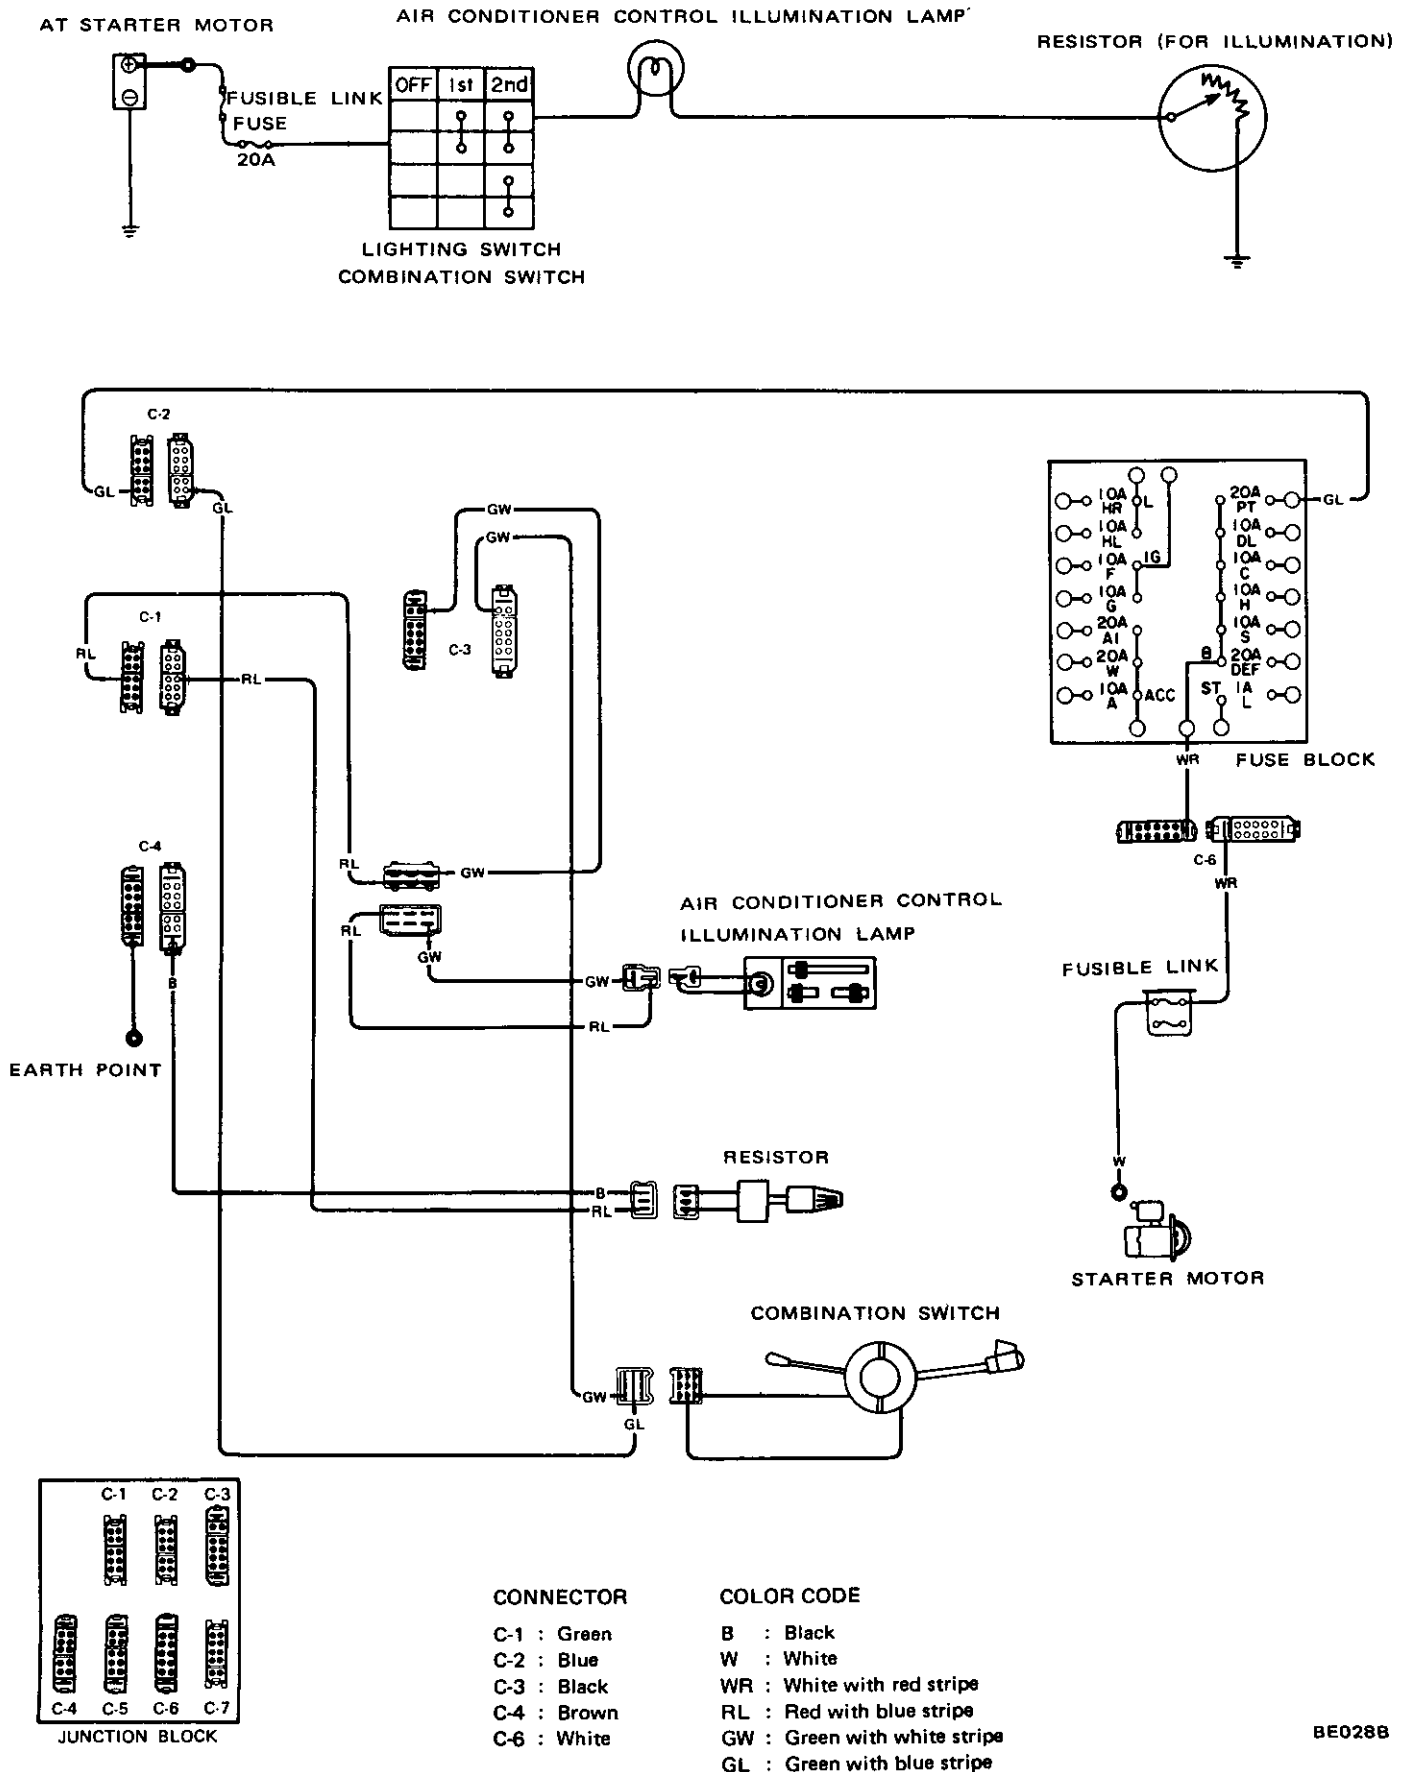 AIR CONDITIONER CONTROL ILLUMINATION LAMP
AT STARTER MOTOR
RESISTOR (FOR ILLUMINATION)
FUSIBLE LINK
FUSE
20A
OFF 1st 2nd
LIGHTING SWITCH
COMBINATION SWITCH
C-2
GL
GL
GW
GW
C-1
RL
RL
C-3
10A HR
L
10A HL
10A F
IG
10A G
20A AI
20A W
10A A
ACC
20A PT
GL
10A DL
10A C
10A H
10A S
B
20A DEF
ST
1A L
WR
FUSE BLOCK
C-4
RL
GW
C-6
WR
AIR CONDITIONER CONTROL
ILLUMINATION LAMP
RL
GW
GW
RL
B
FUSIBLE LINK
EARTH POINT
W
RESISTOR
B
RL
STARTER MOTOR
COMBINATION SWITCH
GW
GL
C-1 C-2 C-3
C-4 C-5 C-6 C-7
JUNCTION BLOCK
CONNECTOR
C-1 : Green
C-2 : Blue
C-3 : Black
C-4 : Brown
C-6 : White
COLOR CODE
B : Black
W : White
WR : White with red stripe
RL : Red with blue stripe
GW : Green with white stripe
GL : Green with blue stripe
BE028B